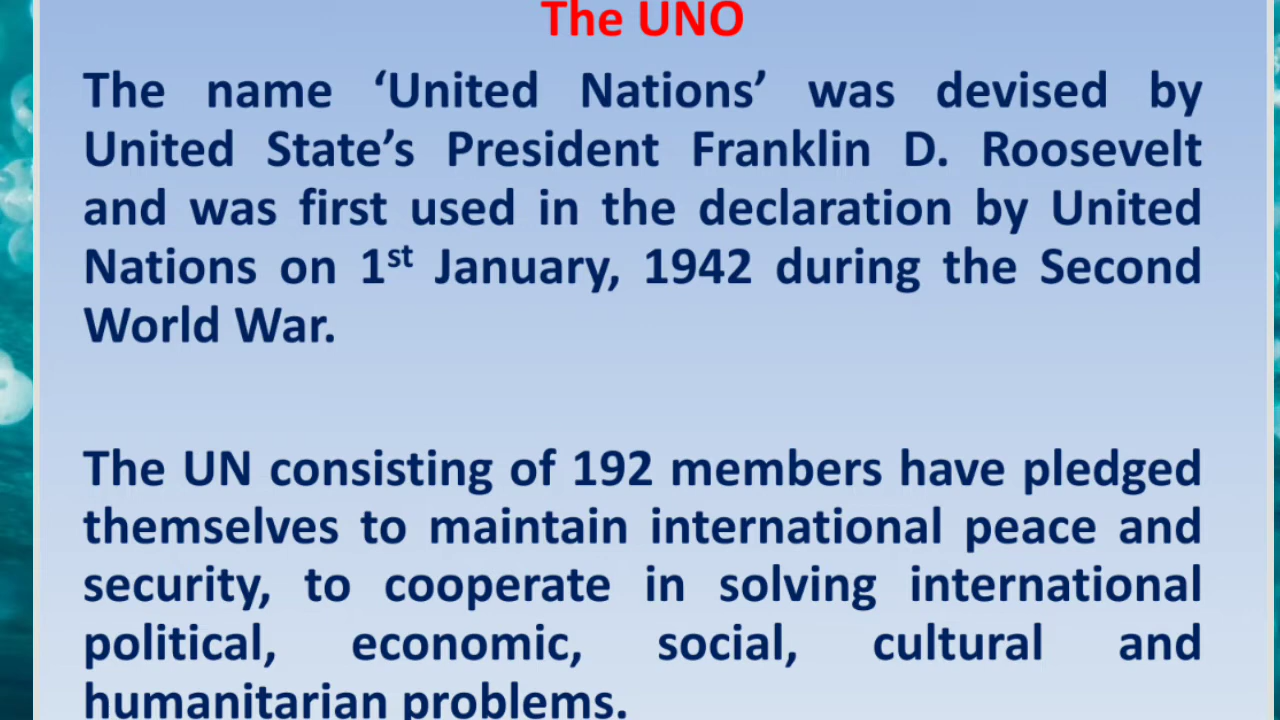 The UNO
The name ‘United Nations’ was devised by
United State’s President Franklin D. Roosevelt
and was first used in the declaration by United
Nations on 1st January, 1942 during the Second
World War.
The UN consisting of 192 members have pledged
themselves to maintain international peace and
security, to cooperate in solving international
political, economic, social, cultural and
humanitarian problems.